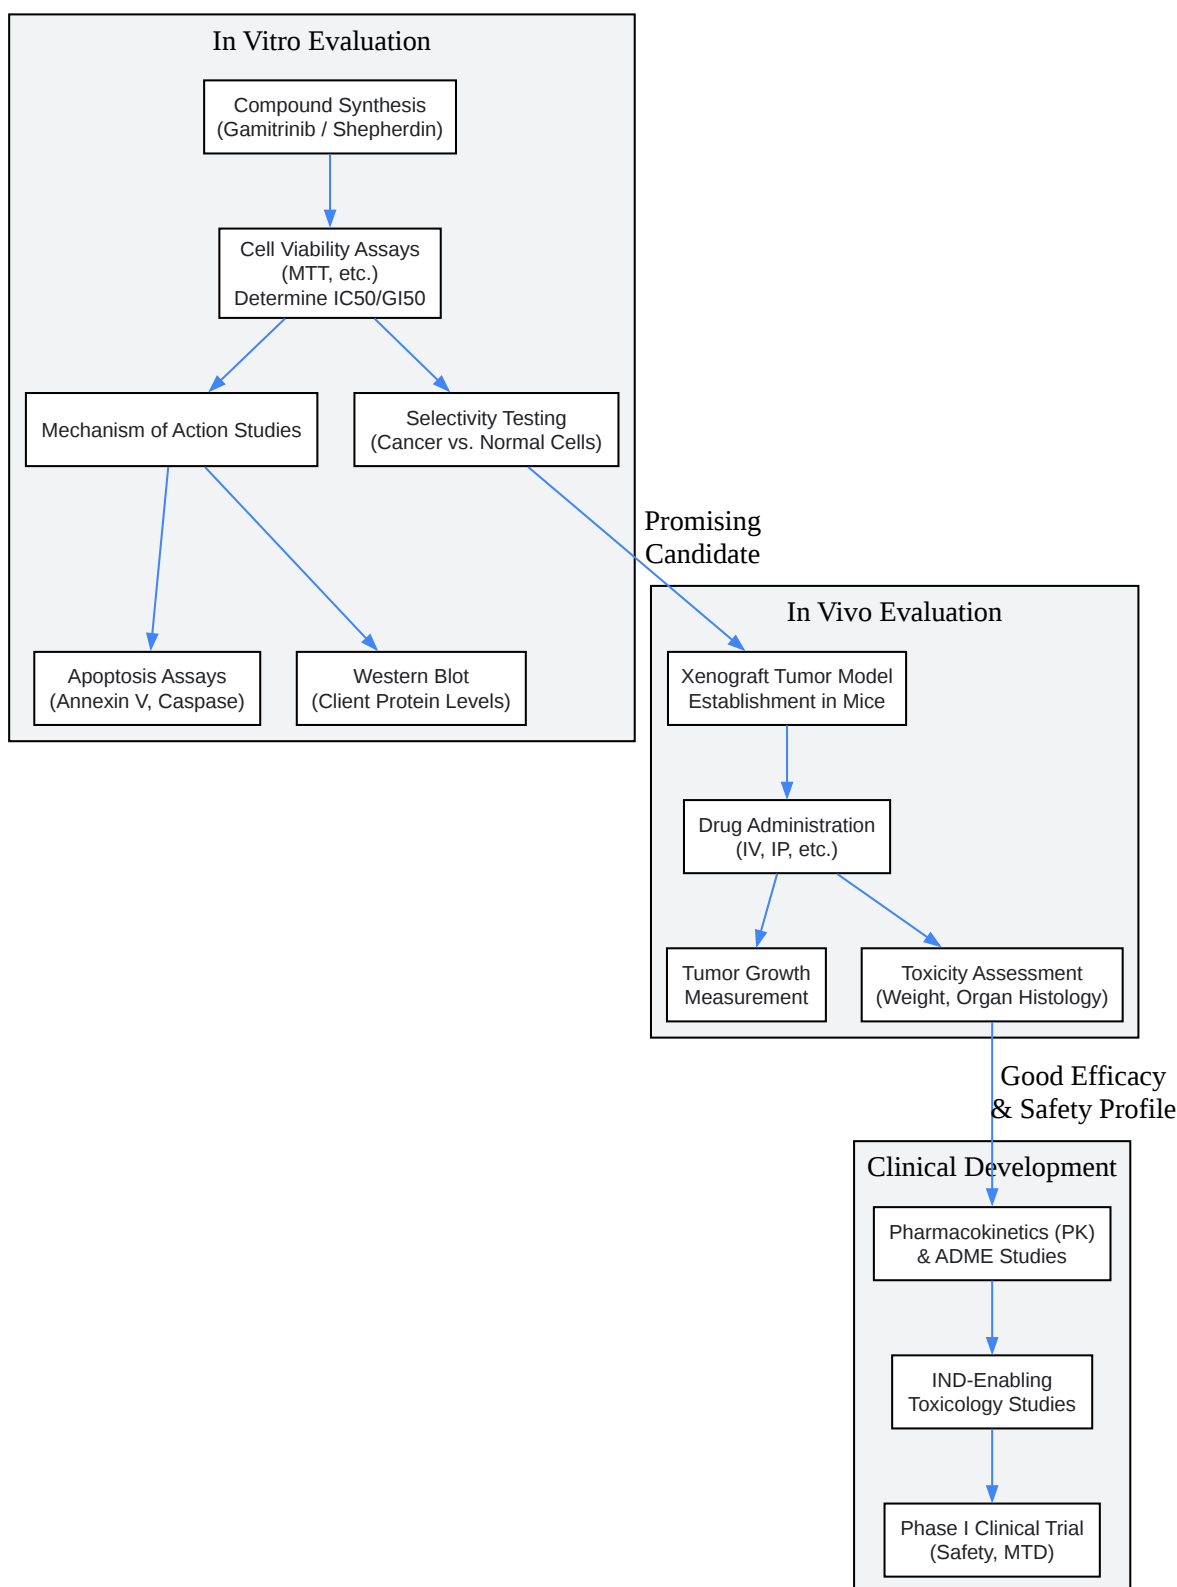 In Vitro Evaluation
Compound Synthesis
(Gamitrinib / Shepherdin)
Cell Viability Assays
(MTT, etc.)
Determine IC50/GI50
Mechanism of Action Studies
Selectivity Testing
(Cancer vs. Normal Cells)
Apoptosis Assays
(Annexin V, Caspase)
Western Blot
(Client Protein Levels)
Promising
Candidate
In Vivo Evaluation
Xenograft Tumor Model
Establishment in Mice
Drug Administration
(IV, IP, etc.)
Tumor Growth
Measurement
Toxicity Assessment
(Weight, Organ Histology)
Good Efficacy
& Safety Profile
Clinical Development
Pharmacokinetics (PK)
& ADME Studies
IND-Enabling
Toxicology Studies
Phase I Clinical Trial
(Safety, MTD)